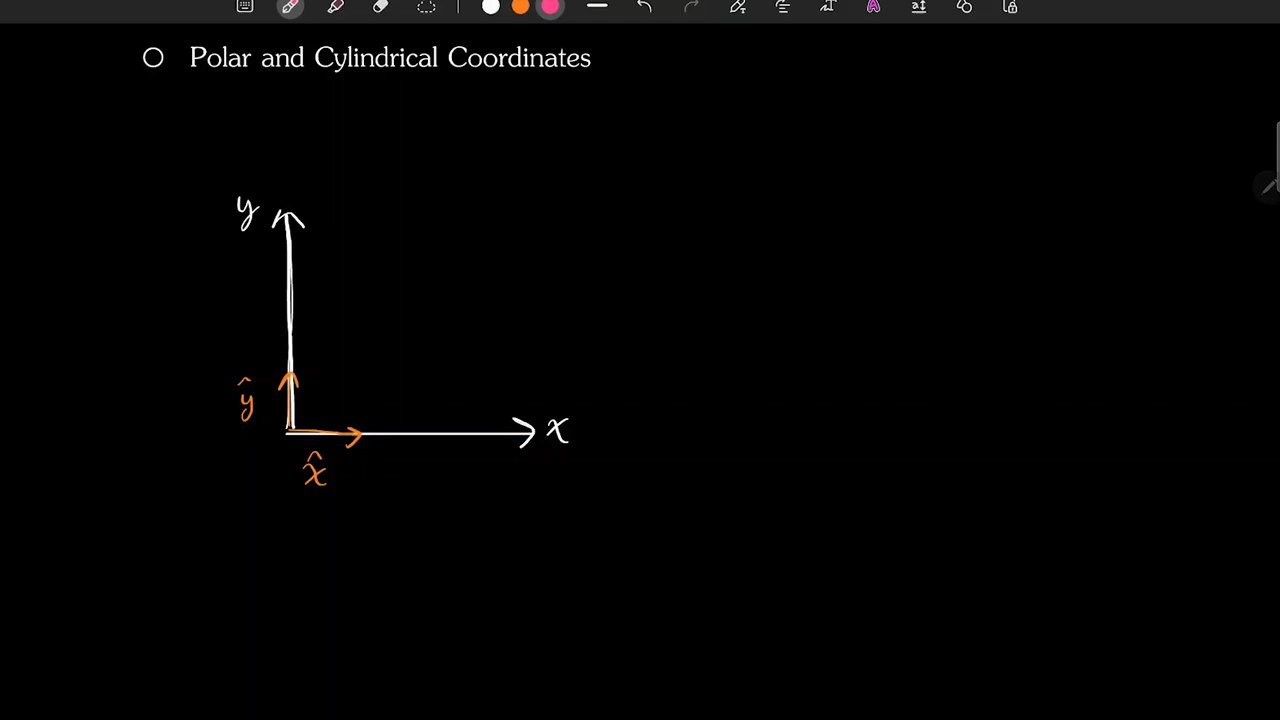 Polar and Cylindrical Coordinates
y
ŷ
x
x̂